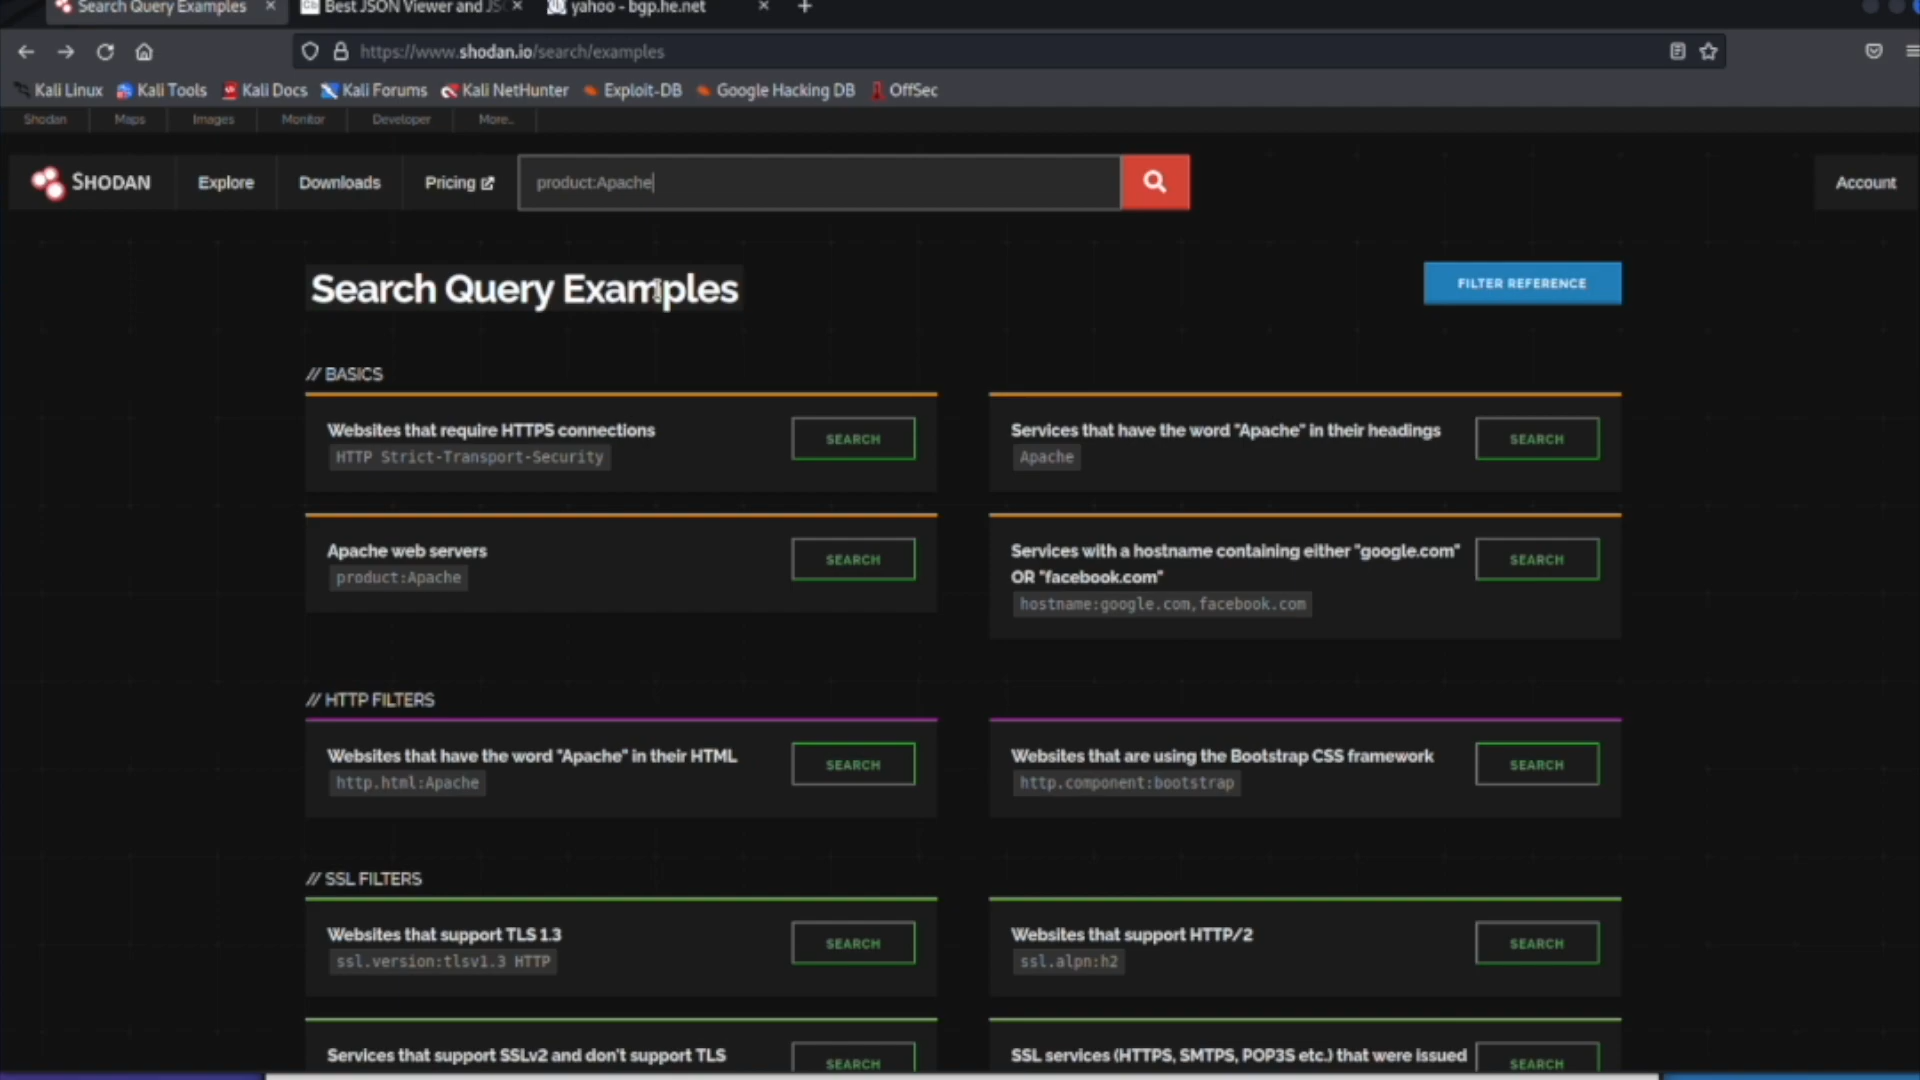 Search Query Examples
Best JSON Viewer and JS
yahoo - bgp.he.net
https://www.shodan.io/search/examples
Kali Linux
Kali Tools
Kali Docs
Kali Forums
Kali NetHunter
Exploit-DB
Google Hacking DB
OffSec
Shodan
Maps
Images
Monitor
Developer
More...
SHODAN
Explore
Downloads
Pricing
product:Apache
Account
Search Query Examples
FILTER REFERENCE
// BASICS
Websites that require HTTPS connections
HTTP Strict-Transport-Security
SEARCH
Services that have the word "Apache" in their headings
Apache
SEARCH
Apache web servers
product:Apache
SEARCH
Services with a hostname containing either "google.com"
OR "facebook.com"
hostname:google.com,facebook.com
SEARCH
// HTTP FILTERS
Websites that have the word "Apache" in their HTML
http.html:Apache
SEARCH
Websites that are using the Bootstrap CSS framework
http.component:bootstrap
SEARCH
// SSL FILTERS
Websites that support TLS 1.3
ssl.version:tlsv1.3 HTTP
SEARCH
Websites that support HTTP/2
ssl.alpn:h2
SEARCH
Services that support SSLv2 and don't support TLS
SEARCH
SSL services (HTTPS, SMTPS, POP3S etc.) that were issued
SEARCH